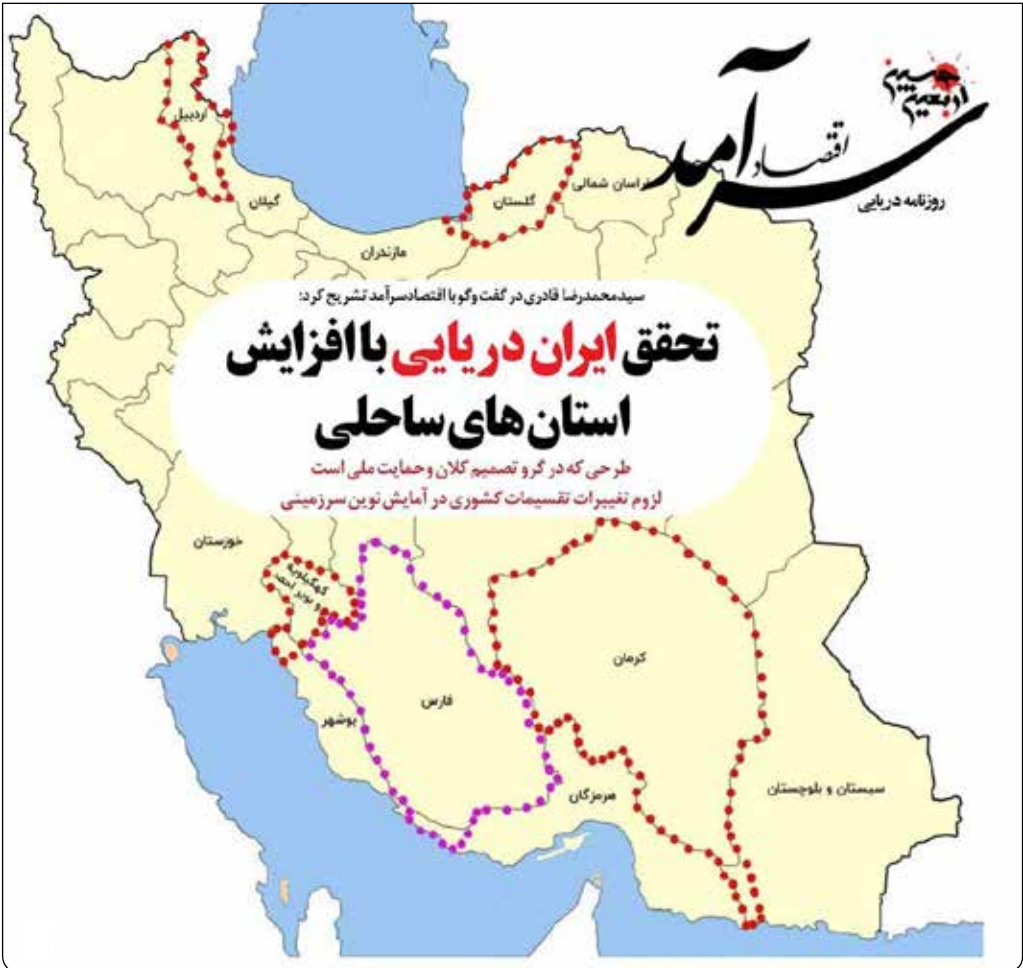 اربعین حسینی
اقتصاد سرآمد
روزنامه دریایی
اردبیل
گیلان
مازندران
گلستان
خراسان شمالی
سیدمحمدرضا قادری در گفت‌وگو با اقتصادسرآمد تشریح کرد:
تحقق ایران دریایی با افزایش
استان‌های ساحلی
طرحی که در گرو تصمیم کلان و حمایت ملی است
لزوم تغییرات تقسیمات کشوری در آمایش نوین سرزمینی
خوزستان
کهگیلویه
و بویر احمد
فارس
بوشهر
کرمان
هرمزگان
سیستان و بلوچستان